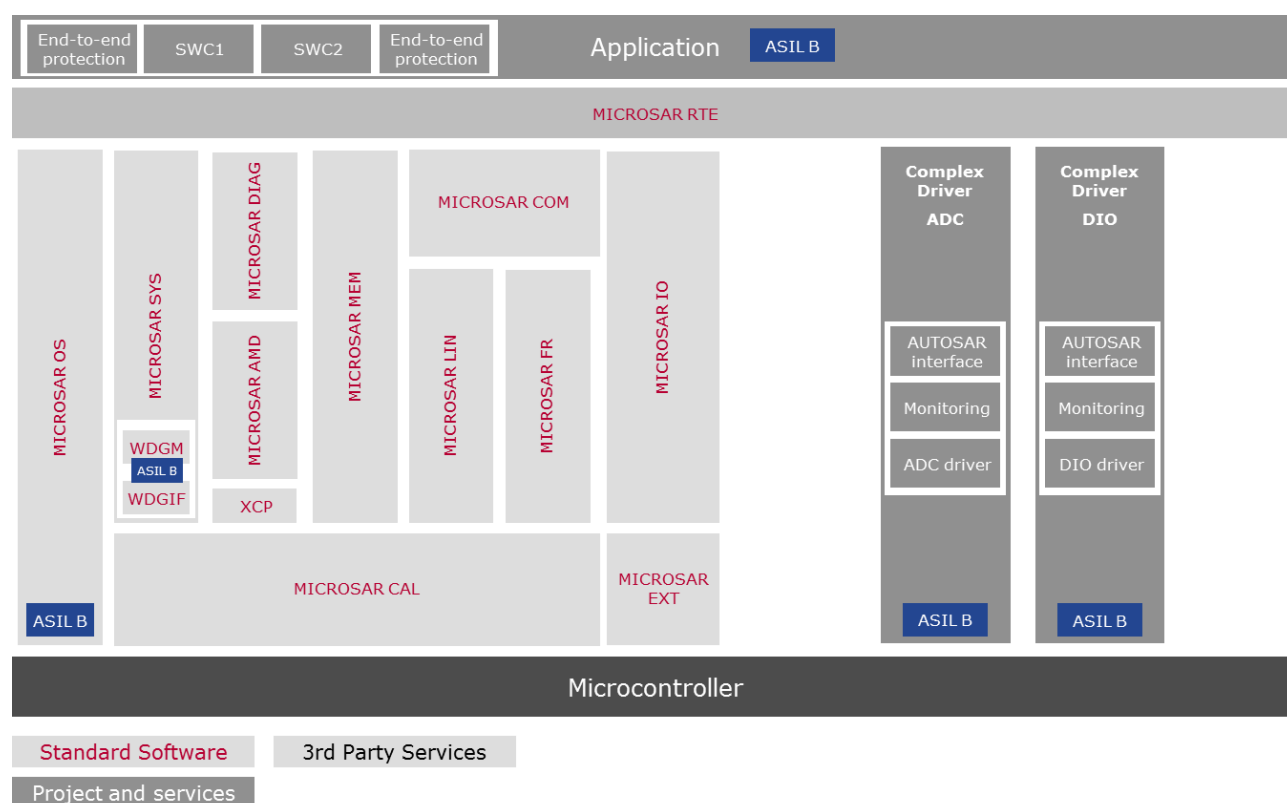 End-to-end
protection
SWC1
SWC2
End-to-end
protection
Application
ASIL B
MICROSAR RTE
MICROSAR OS
ASIL B
MICROSAR SYS
WDGM
ASIL B
WDGIF
MICROSAR DIAG
MICROSAR AMD
XCP
MICROSAR MEM
MICROSAR COM
MICROSAR LIN
MICROSAR FR
MICROSAR IO
MICROSAR CAL
MICROSAR
EXT
Complex
Driver
ADC
AUTOSAR
interface
Monitoring
ADC driver
ASIL B
Complex
Driver
DIO
AUTOSAR
interface
Monitoring
DIO driver
ASIL B
Microcontroller
Standard Software
3rd Party Services
Project and services